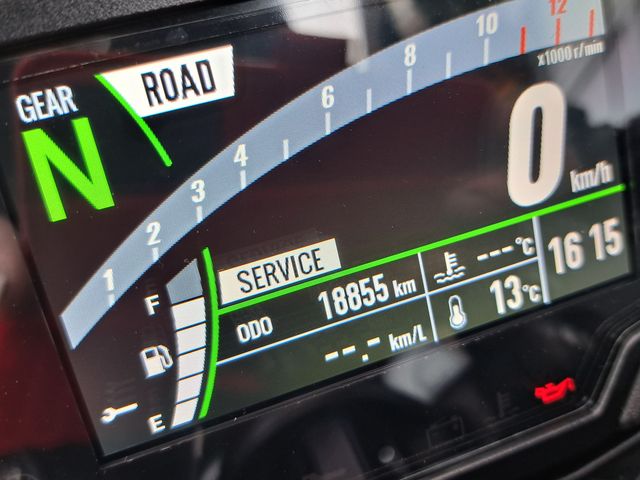 GEAR
N
ROAD
1 2 3 4 6 8 10 12
x1000 r/min
0 km/h
SERVICE
F
E
ODO 18855 km
--.- km/L
---°C
13°C
16 15